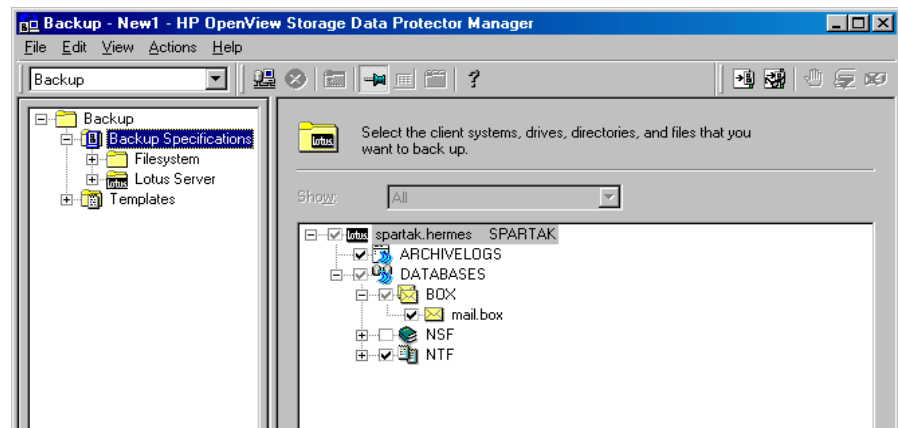 Backup - New1 - HP OpenView Storage Data Protector Manager
File Edit View Actions Help
Backup
Backup
Backup Specifications
Filesystem
Lotus Server
Templates
Lotus
Select the client systems, drives, directories, and files that you
want to back up.
Show: All
spartak.hermes SPARTAK
ARCHIVELOGS
DATABASES
BOX
mail.box
NSF
NTF